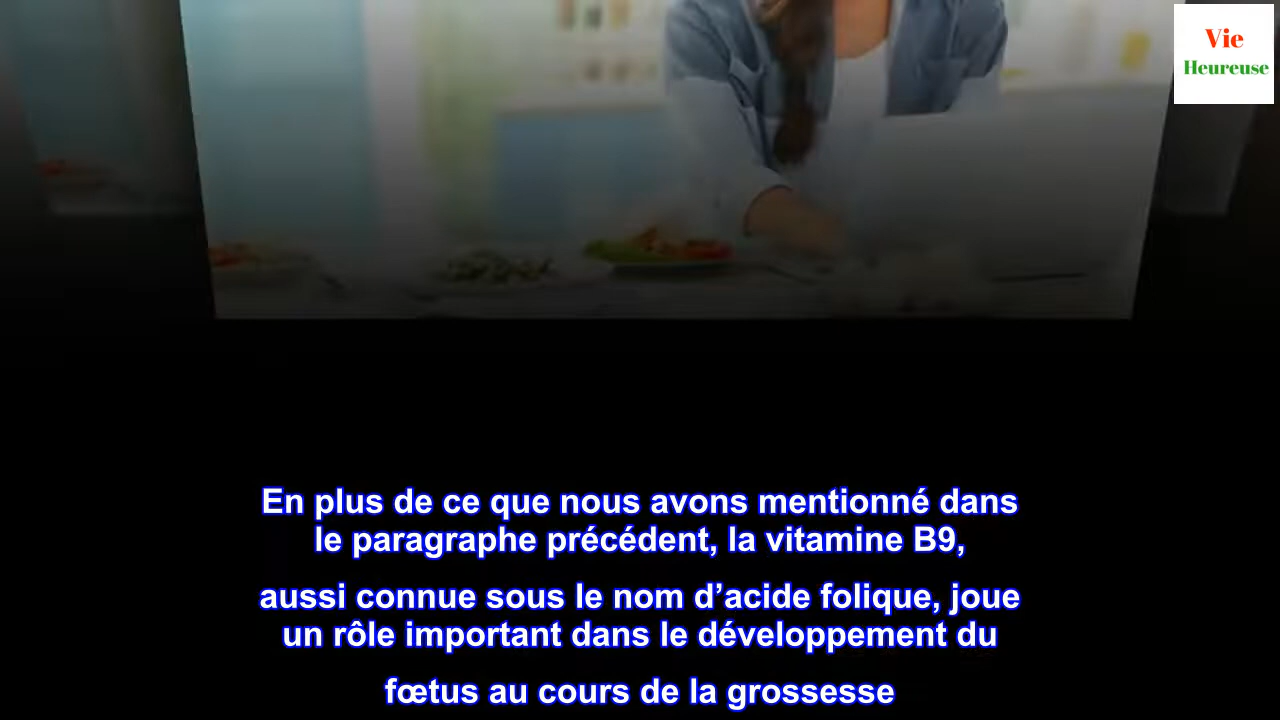 Vie
Heureuse
En plus de ce que nous avons mentionné dans
le paragraphe précédent, la vitamine B9,
aussi connue sous le nom d’acide folique, joue
un rôle important dans le développement du
fœtus au cours de la grossesse